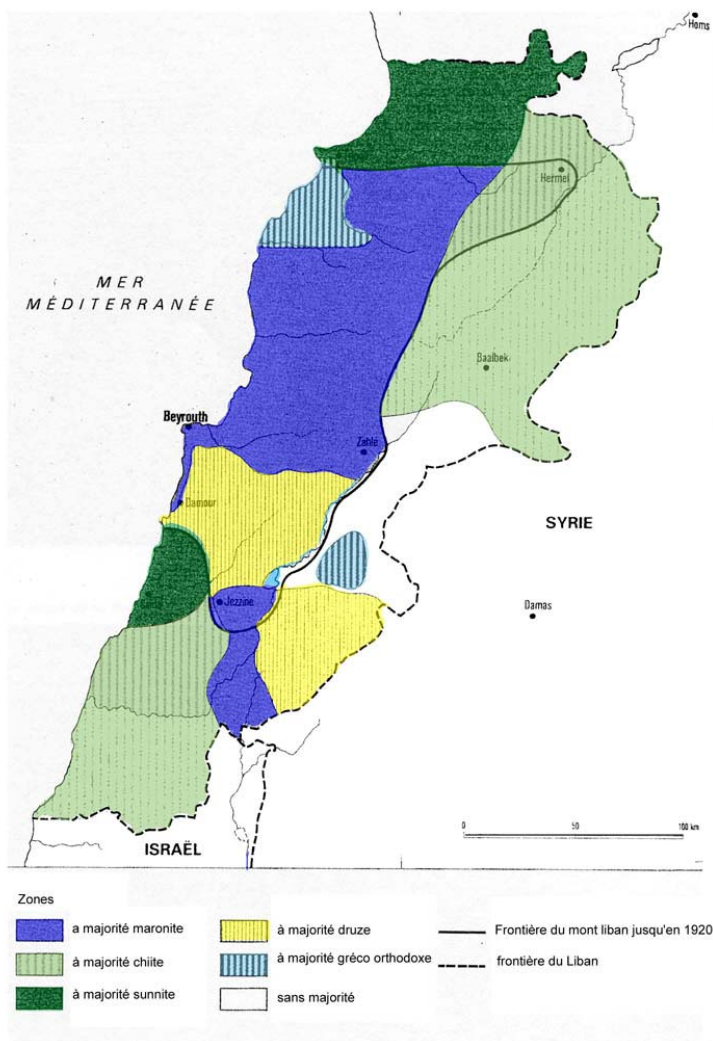 Homs
Hermel
MER
MÉDITERRANÉE
Baalbek
Beyrouth
Zahlé
Damour
SYRIE
Jezzine
Damas
0 50 100 km
ISRAËL
Zones
a majorité maronite
à majorité chiite
à majorité sunnite
à majorité druze
à majorité gréco orthodoxe
sans majorité
Frontière du mont liban jusqu'en 1920
frontière du Liban